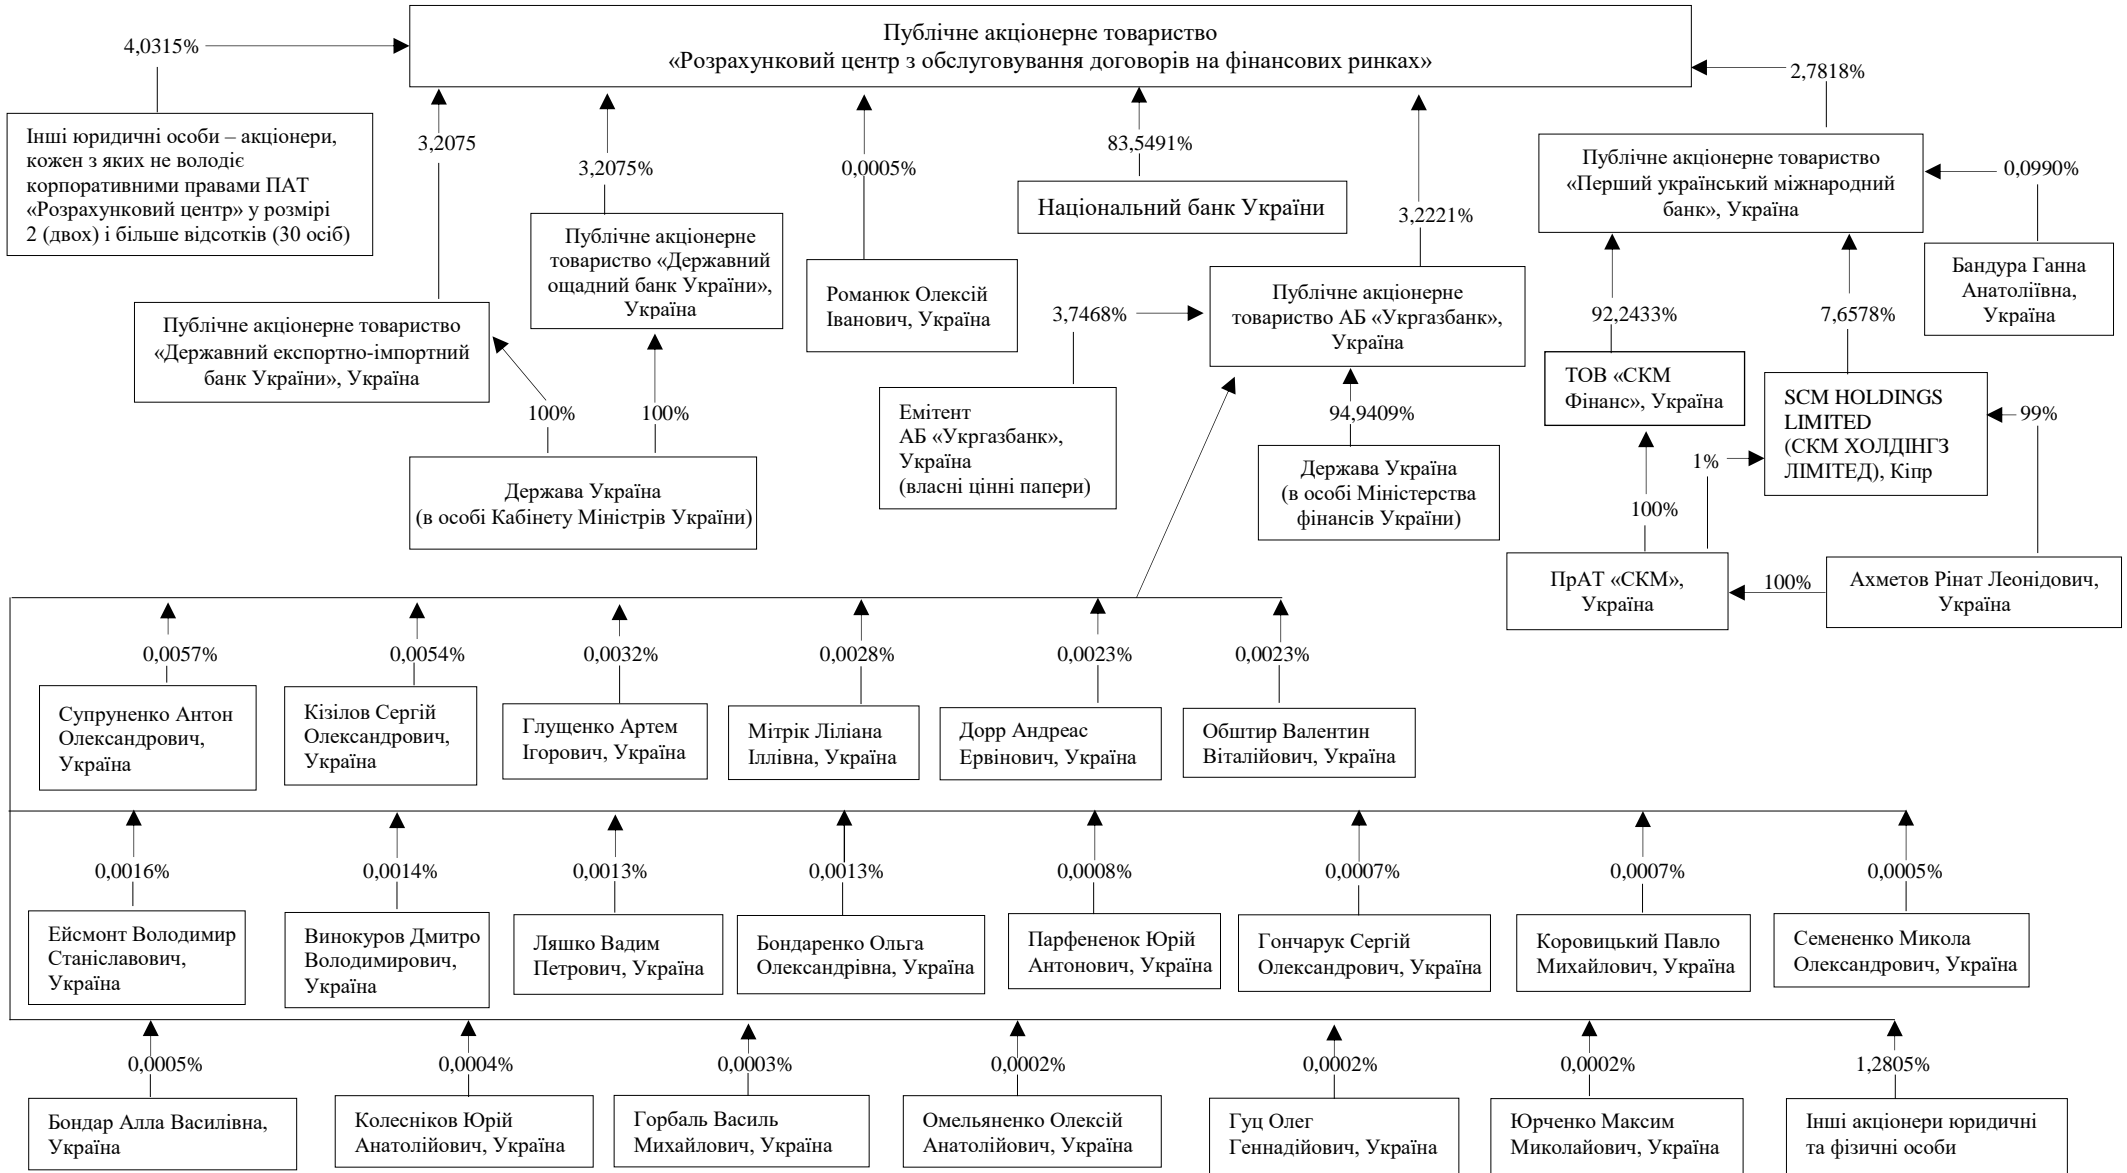 Публічне акціонерне товариство
«Розрахунковий центр з обслуговування договорів на фінансових ринках»
4,0315%
2,7818%
Інші юридичні особи – акціонери,
кожен з яких не володіє
корпоративними правами ПАТ
«Розрахунковий центр» у розмірі
2 (двох) і більше відсотків (30 осіб)
3,2075
3,2075%
0,0005%
83,5491%
3,2221%
Національний банк України
Публічне акціонерне товариство
«Перший український міжнародний
банк», Україна
0,0990%
Бандура Ганна
Анатоліївна,
Україна
Публічне акціонерне
товариство «Державний
ощадний банк України»,
Україна
Романюк Олексій
Іванович, Україна
Публічне акціонерне
товариство АБ «Укргазбанк»,
Україна
Публічне акціонерне товариство
«Державний експортно-імпортний
банк України», Україна
3,7468%
92,2433%
7,6578%
100%
100%
Емітент
АБ «Укргазбанк»,
Україна
(власні цінні папери)
94,9409%
ТОВ «СКМ
Фінанс», Україна
SCM HOLDINGS
LIMITED
(СКМ ХОЛДІНГЗ
ЛІМІТЕД), Кіпр
99%
1%
Держава Україна
(в особі Кабінету Міністрів України)
Держава Україна
(в особі Міністерства
фінансів України)
100%
ПрАТ «СКМ»,
Україна
100%
Ахметов Рінат Леонідович,
Україна
0,0057%
0,0054%
0,0032%
0,0028%
0,0023%
0,0023%
Супруненко Антон
Олександрович,
Україна
Кізілов Сергій
Олександрович,
Україна
Глущенко Артем
Ігорович, Україна
Мітрік Ліліана
Іллівна, Україна
Дорр Андреас
Ервінович, Україна
Обштир Валентин
Віталійович, Україна
0,0016%
0,0014%
0,0013%
0,0013%
0,0008%
0,0007%
0,0007%
0,0005%
Ейсмонт Володимир
Станіславович,
Україна
Винокуров Дмитро
Володимирович,
Україна
Ляшко Вадим
Петрович, Україна
Бондаренко Ольга
Олександрівна, Україна
Парфененок Юрій
Антонович, Україна
Гончарук Сергій
Олександрович, Україна
Коровицький Павло
Михайлович, Україна
Семененко Микола
Олександрович, Україна
0,0005%
0,0004%
0,0003%
0,0002%
0,0002%
0,0002%
1,2805%
Бондар Алла Василівна,
Україна
Колесніков Юрій
Анатолійович, Україна
Горбаль Василь
Михайлович, Україна
Омельяненко Олексій
Анатолійович, Україна
Гуц Олег
Геннадійович, Україна
Юрченко Максим
Миколайович, Україна
Інші акціонери юридичні
та фізичні особи